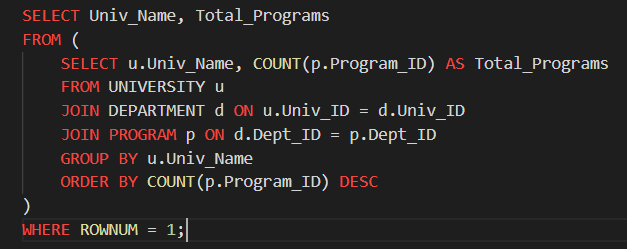 SELECT Univ_Name, Total_Programs
FROM (
    SELECT u.Univ_Name, COUNT(p.Program_ID) AS Total_Programs
    FROM UNIVERSITY u
    JOIN DEPARTMENT d ON u.Univ_ID = d.Univ_ID
    JOIN PROGRAM p ON d.Dept_ID = p.Dept_ID
    GROUP BY u.Univ_Name
    ORDER BY COUNT(p.Program_ID) DESC
)
WHERE ROWNUM = 1;